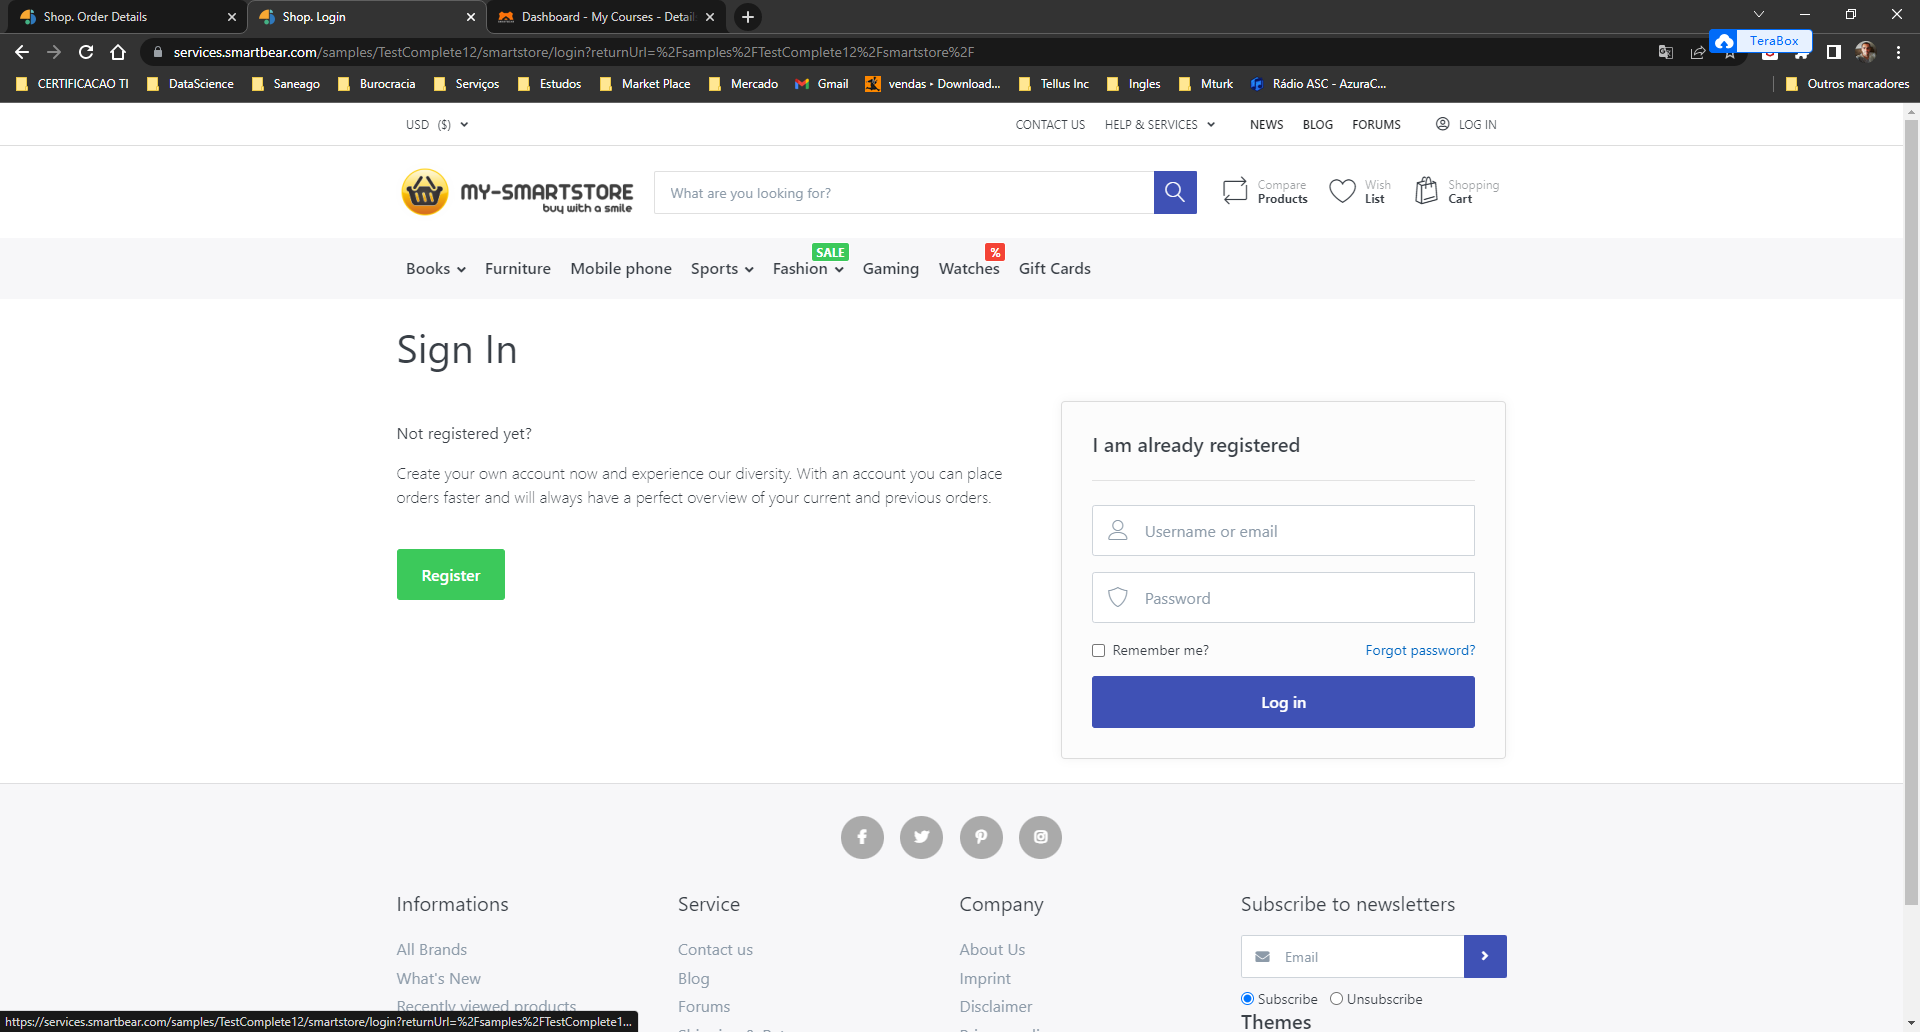 Shop. Order Details
Shop. Login
Dashboard - My Courses - Detail
services.smartbear.com/samples/TestComplete12/smartstore/login?returnUrl=%2Fsamples%2FTestComplete12%2Fsmartstore%2F
TeraBox
CERTIFICACAO TI
DataScience
Saneago
Burocracia
Serviços
Estudos
Market Place
Mercado
Gmail
vendas ‣ Download...
Tellus Inc
Ingles
Mturk
Rádio ASC - AzuraC...
Outros marcadores
USD ($)
CONTACT US
HELP & SERVICES
NEWS
BLOG
FORUMS
LOG IN
MY-SMARTSTORE
buy with a smile
What are you looking for?
Compare
Products
Wish
List
Shopping
Cart
SALE
%
Books
Furniture
Mobile phone
Sports
Fashion
Gaming
Watches
Gift Cards
Sign In
Not registered yet?
Create your own account now and experience our diversity. With an account you can place
orders faster and will always have a perfect overview of your current and previous orders.
Register
I am already registered
Username or email
Password
Remember me?
Forgot password?
Log in
Informations
All Brands
What's New
Recently viewed products
Service
Contact us
Blog
Forums
Company
About Us
Imprint
Disclaimer
Subscribe to newsletters
Email
Subscribe
Unsubscribe
Themes
https://services.smartbear.com/samples/TestComplete12/smartstore/login?returnUrl=%2Fsamples%2FTestComplete1...